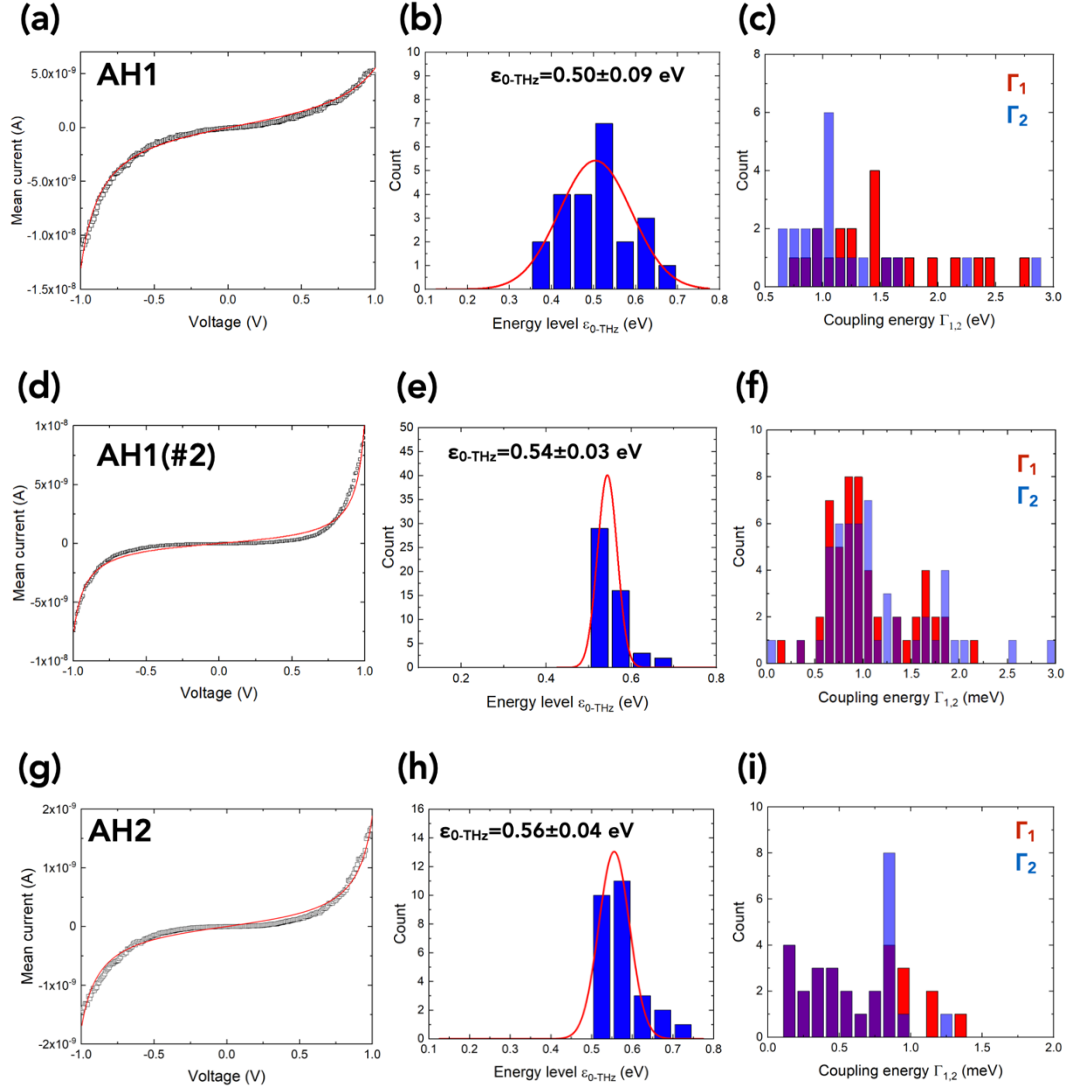 (a)
AH1
5.0x10⁻⁹
0.0
-5.0x10⁻⁹
-1.0x10⁻⁸
-1.5x10⁻⁸
-1.0 -0.5 0.0 0.5 1.0
Mean current (A)
Voltage (V)
(b)
ε₀₋THz=0.50±0.09 eV
10
9
8
7
6
5
4
3
2
1
0
0.1 0.2 0.3 0.4 0.5 0.6 0.7 0.8
Count
Energy level ε₀₋THz (eV)
(c)
Γ₁
Γ₂
8
6
4
2
0
0.5 1.0 1.5 2.0 2.5 3.0
Count
Coupling energy Γ₁,₂ (eV)
(d)
AH1(#2)
1x10⁻⁸
5x10⁻⁹
0
-5x10⁻⁹
-1x10⁻⁸
-1.0 -0.5 0.0 0.5 1.0
Mean current (A)
Voltage (V)
(e)
ε₀₋THz=0.54±0.03 eV
50
45
40
35
30
25
20
15
10
5
0
0.2 0.4 0.6 0.8
Count
Energy level ε₀₋THz (eV)
(f)
Γ₁
Γ₂
10
8
6
4
2
0
0.0 0.5 1.0 1.5 2.0 2.5 3.0
Count
Coupling energy Γ₁,₂ (meV)
(g)
AH2
2x10⁻⁹
1x10⁻⁹
0
-1x10⁻⁹
-2x10⁻⁹
-1.0 -0.5 0.0 0.5 1.0
Mean current (A)
Voltage (V)
(h)
ε₀₋THz=0.56±0.04 eV
16
14
12
10
8
6
4
2
0
0.1 0.2 0.3 0.4 0.5 0.6 0.7 0.8
Count
Energy level ε₀₋THz (eV)
(i)
Γ₁
Γ₂
10
8
6
4
2
0
0.0 0.5 1.0 1.5 2.0
Count
Coupling energy Γ₁,₂ (meV)